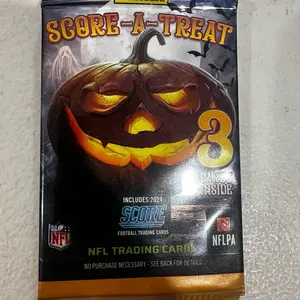 SCORE-A-TREAT
3
INSIDE
INCLUDES 2024
SCORE
FOOTBALL TRADING CARDS
NFL
NFLPA
NFL TRADING CARDS
NO PURCHASE NECESSARY - SEE BACK FOR DETAILS